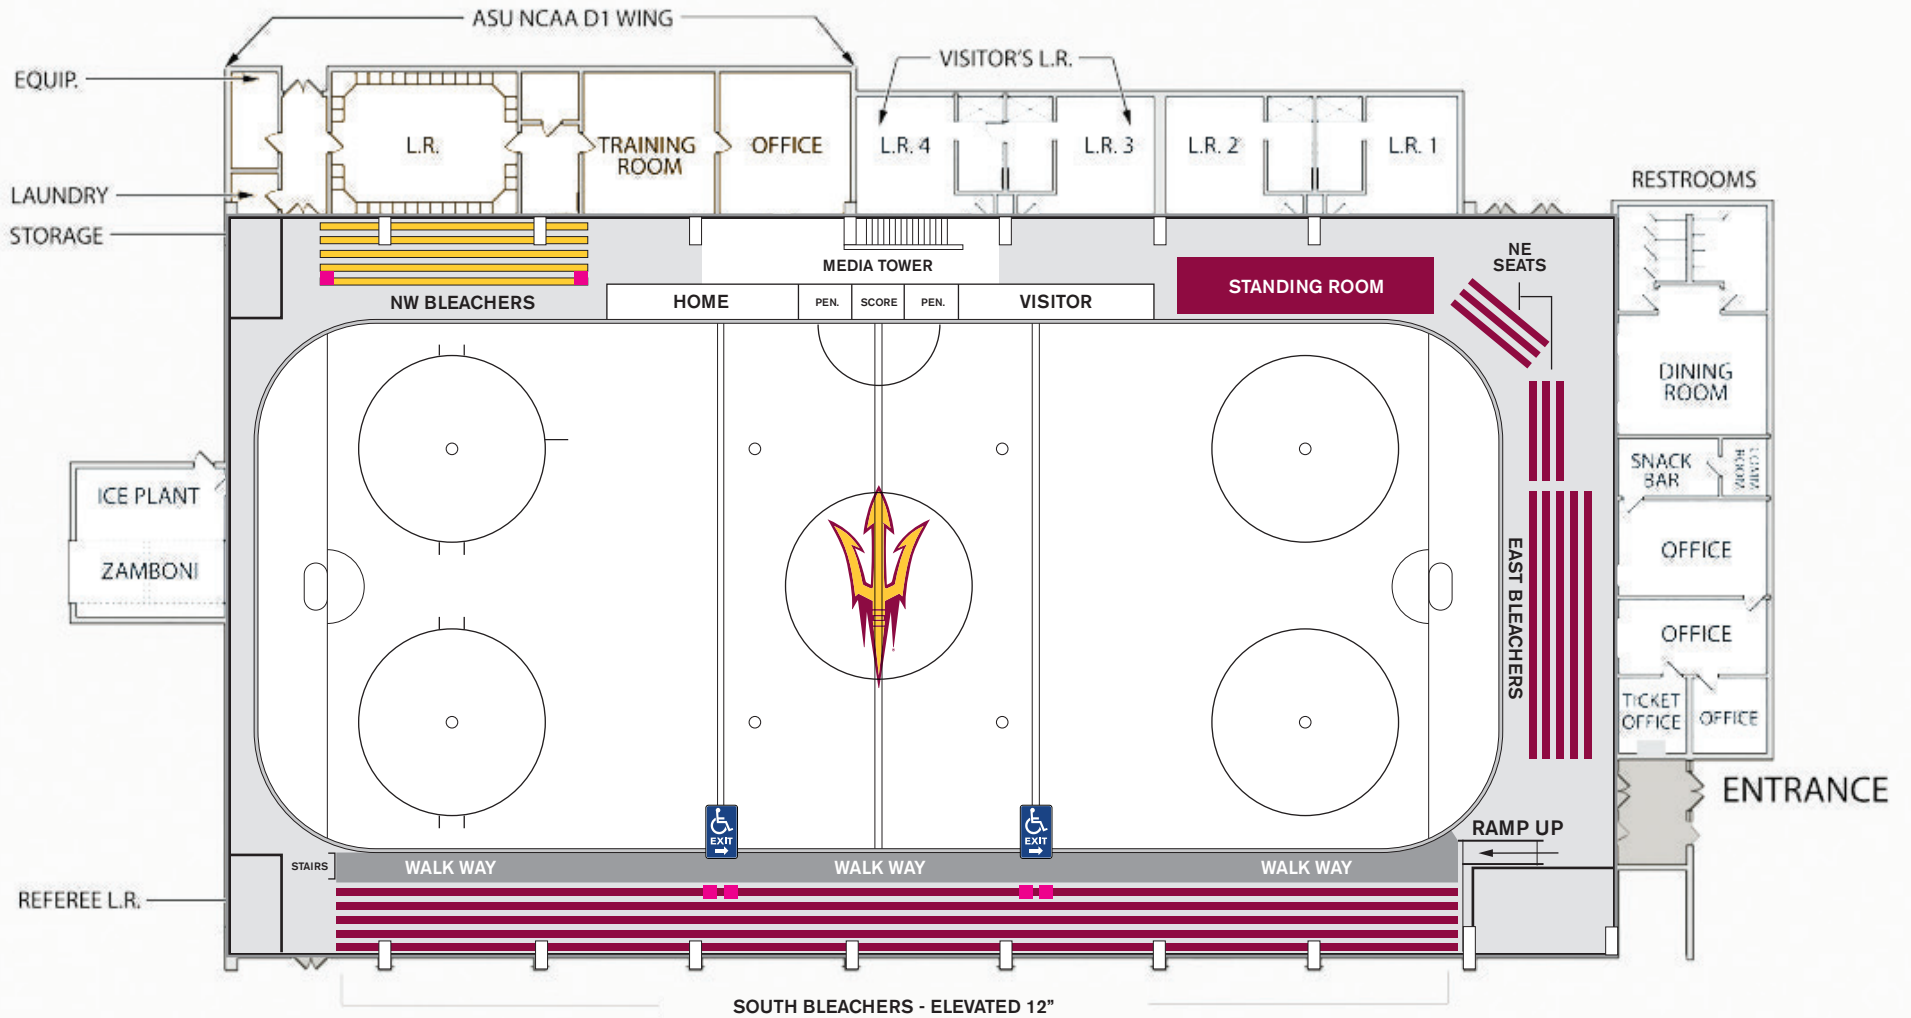 ASU NCAA D1 WING
EQUIP.
VISITOR'S L.R.
L.R.
TRAINING
ROOM
OFFICE
L.R. 4
L.R. 3
L.R. 2
L.R. 1
LAUNDRY
STORAGE
RESTROOMS
MEDIA TOWER
NW BLEACHERS
HOME
PEN.
SCORE
PEN.
VISITOR
STANDING ROOM
NE
SEATS
DINING
ROOM
SNACK
BAR
COMM.
ROOM
ICE PLANT
ZAMBONI
EAST BLEACHERS
OFFICE
OFFICE
TICKET
OFFICE
OFFICE
ENTRANCE
EXIT
EXIT
RAMP UP
STAIRS
WALK WAY
WALK WAY
WALK WAY
REFEREE L.R.
SOUTH BLEACHERS - ELEVATED 12”